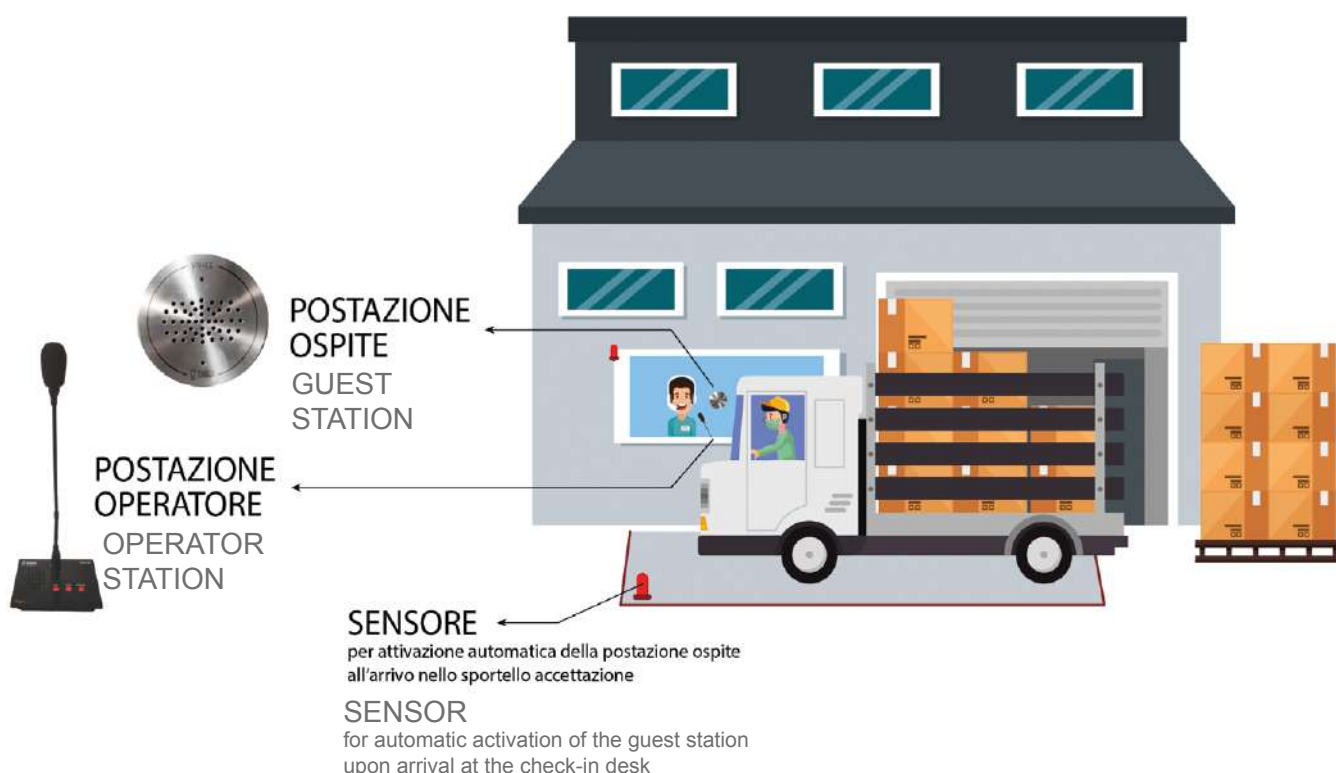 POSTAZIONE
OSPITE
GUEST
STATION
POSTAZIONE
OPERATORE
OPERATOR
STATION
SENSORE
per attivazione automatica della postazione ospite
all'arrivo nello sportello accettazione
SENSOR
for automatic activation of the guest station
upon arrival at the check-in desk